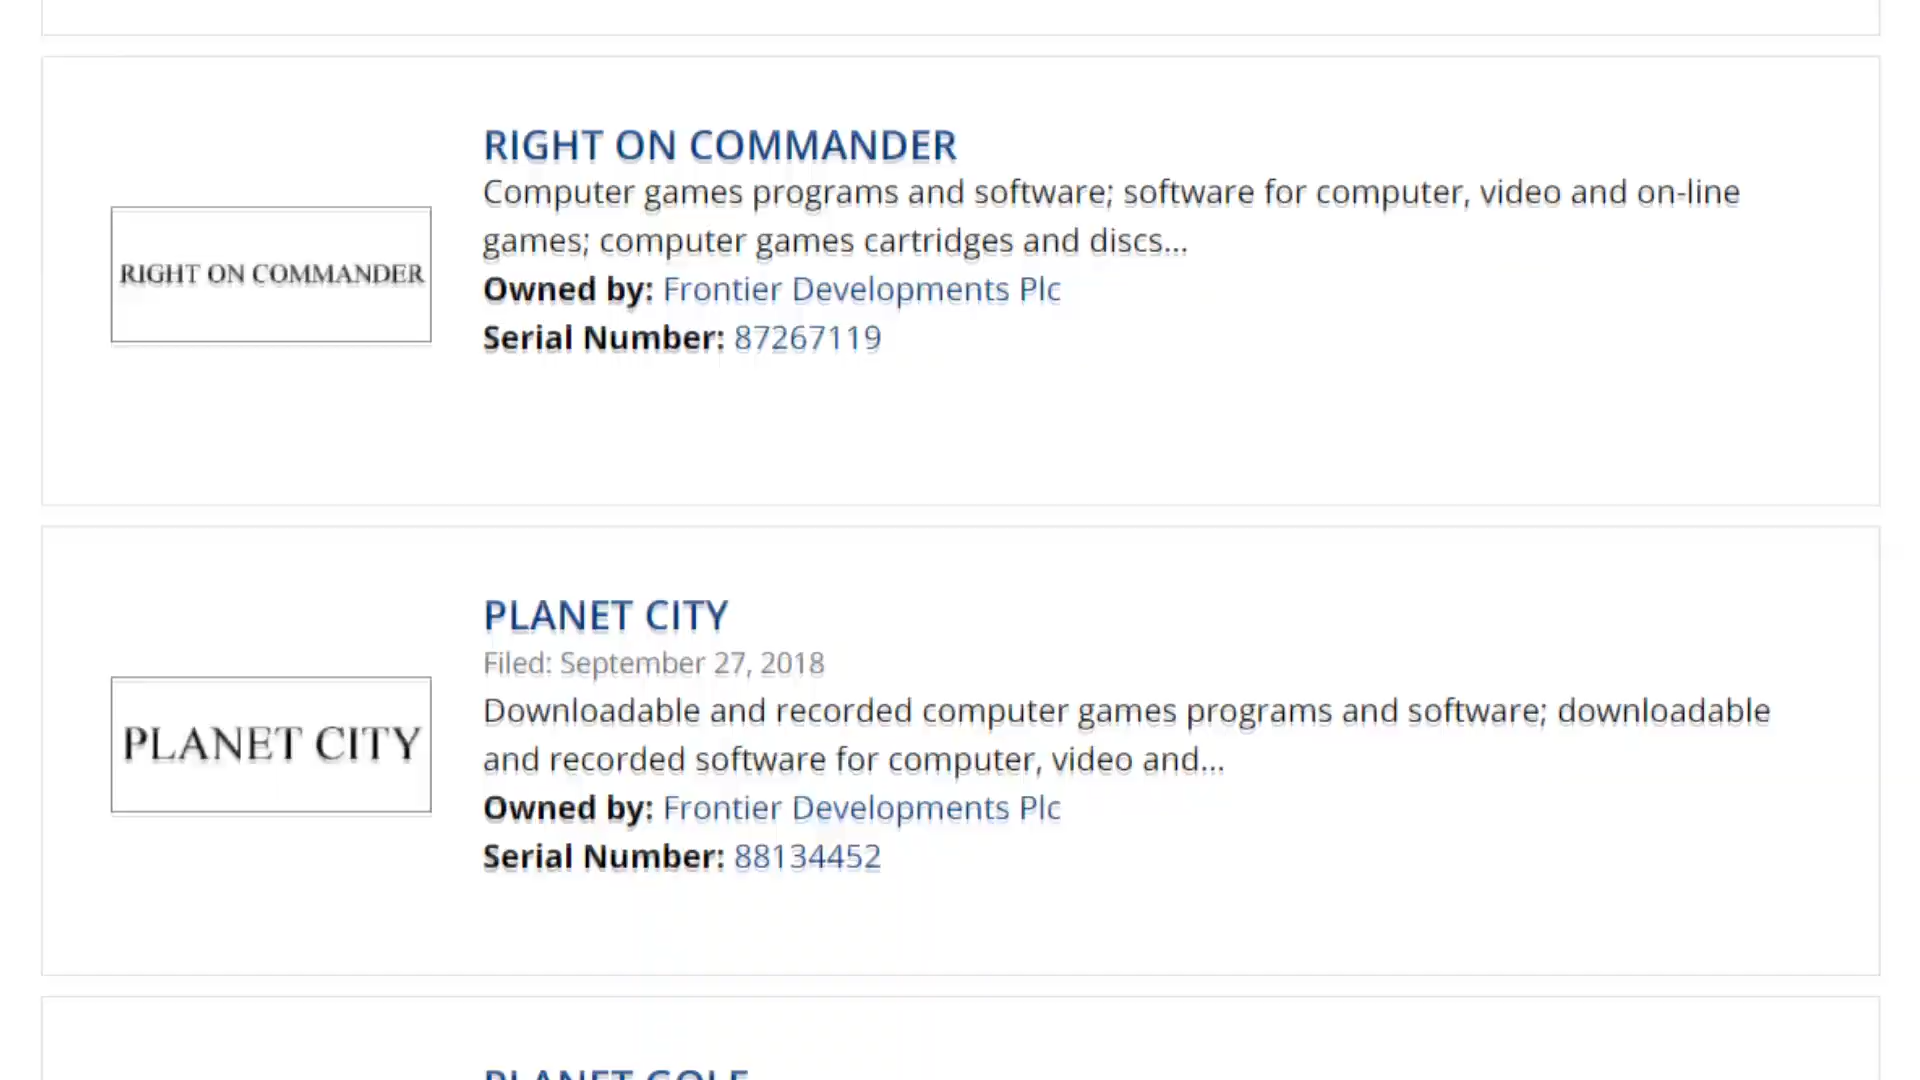 RIGHT ON COMMANDER
Computer games programs and software; software for computer, video and on-line
games; computer games cartridges and discs...
Owned by: Frontier Developments Plc
Serial Number: 87267119
RIGHT ON COMMANDER
PLANET CITY
Filed: September 27, 2018
Downloadable and recorded computer games programs and software; downloadable
and recorded software for computer, video and...
Owned by: Frontier Developments Plc
Serial Number: 88134452
PLANET CITY
PLANET GOLF